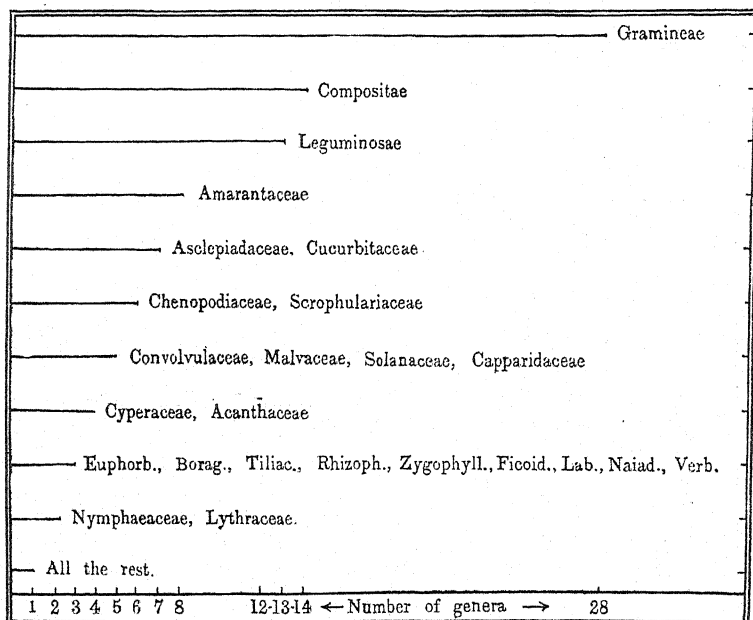 Gramineae
Compositae
Leguminosae
Amarantaceae
Asclepiadaceae. Cucurbitaceae
Chenopodiaceae, Scrophulariaceae
Convolvulaceae, Malvaceae, Solanaceae, Capparidaceae
Cyperaceae, Acanthaceae
Euphorb., Borag., Tiliac., Rhizoph., Zygophyll., Ficoid., Lab., Naiad., Verb.
Nymphaeaceae, Lythraceae.
All the rest.
1 2 3 4 5 6 7 8 12-13-14 ←Number of genera → 28